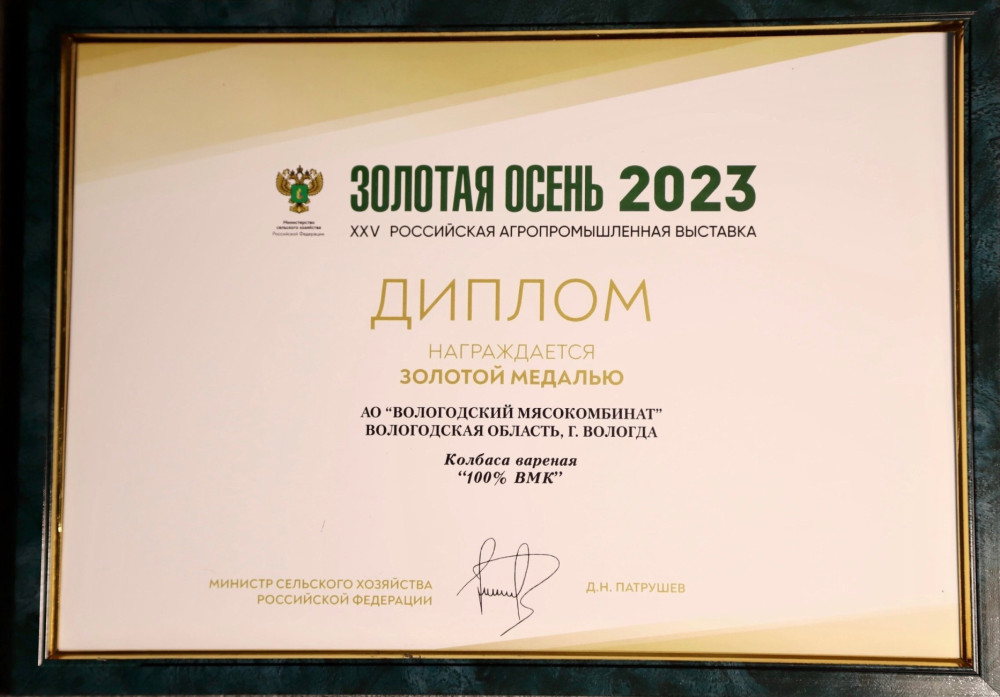 ЗОЛОТАЯ ОСЕНЬ 2023
Министерство
сельского хозяйства
Российской Федерации
XXV РОССИЙСКАЯ АГРОПРОМЫШЛЕННАЯ ВЫСТАВКА
ДИПЛОМ
НАГРАЖДАЕТСЯ
ЗОЛОТОЙ МЕДАЛЬЮ
АО “ВОЛОГОДСКИЙ МЯСОКОМБИНАТ”
ВОЛОГОДСКАЯ ОБЛАСТЬ, Г. ВОЛОГДА
Колбаса вареная
“100% ВМК”
МИНИСТР СЕЛЬСКОГО ХОЗЯЙСТВА
РОССИЙСКОЙ ФЕДЕРАЦИИ
Д.Н. ПАТРУШЕВ